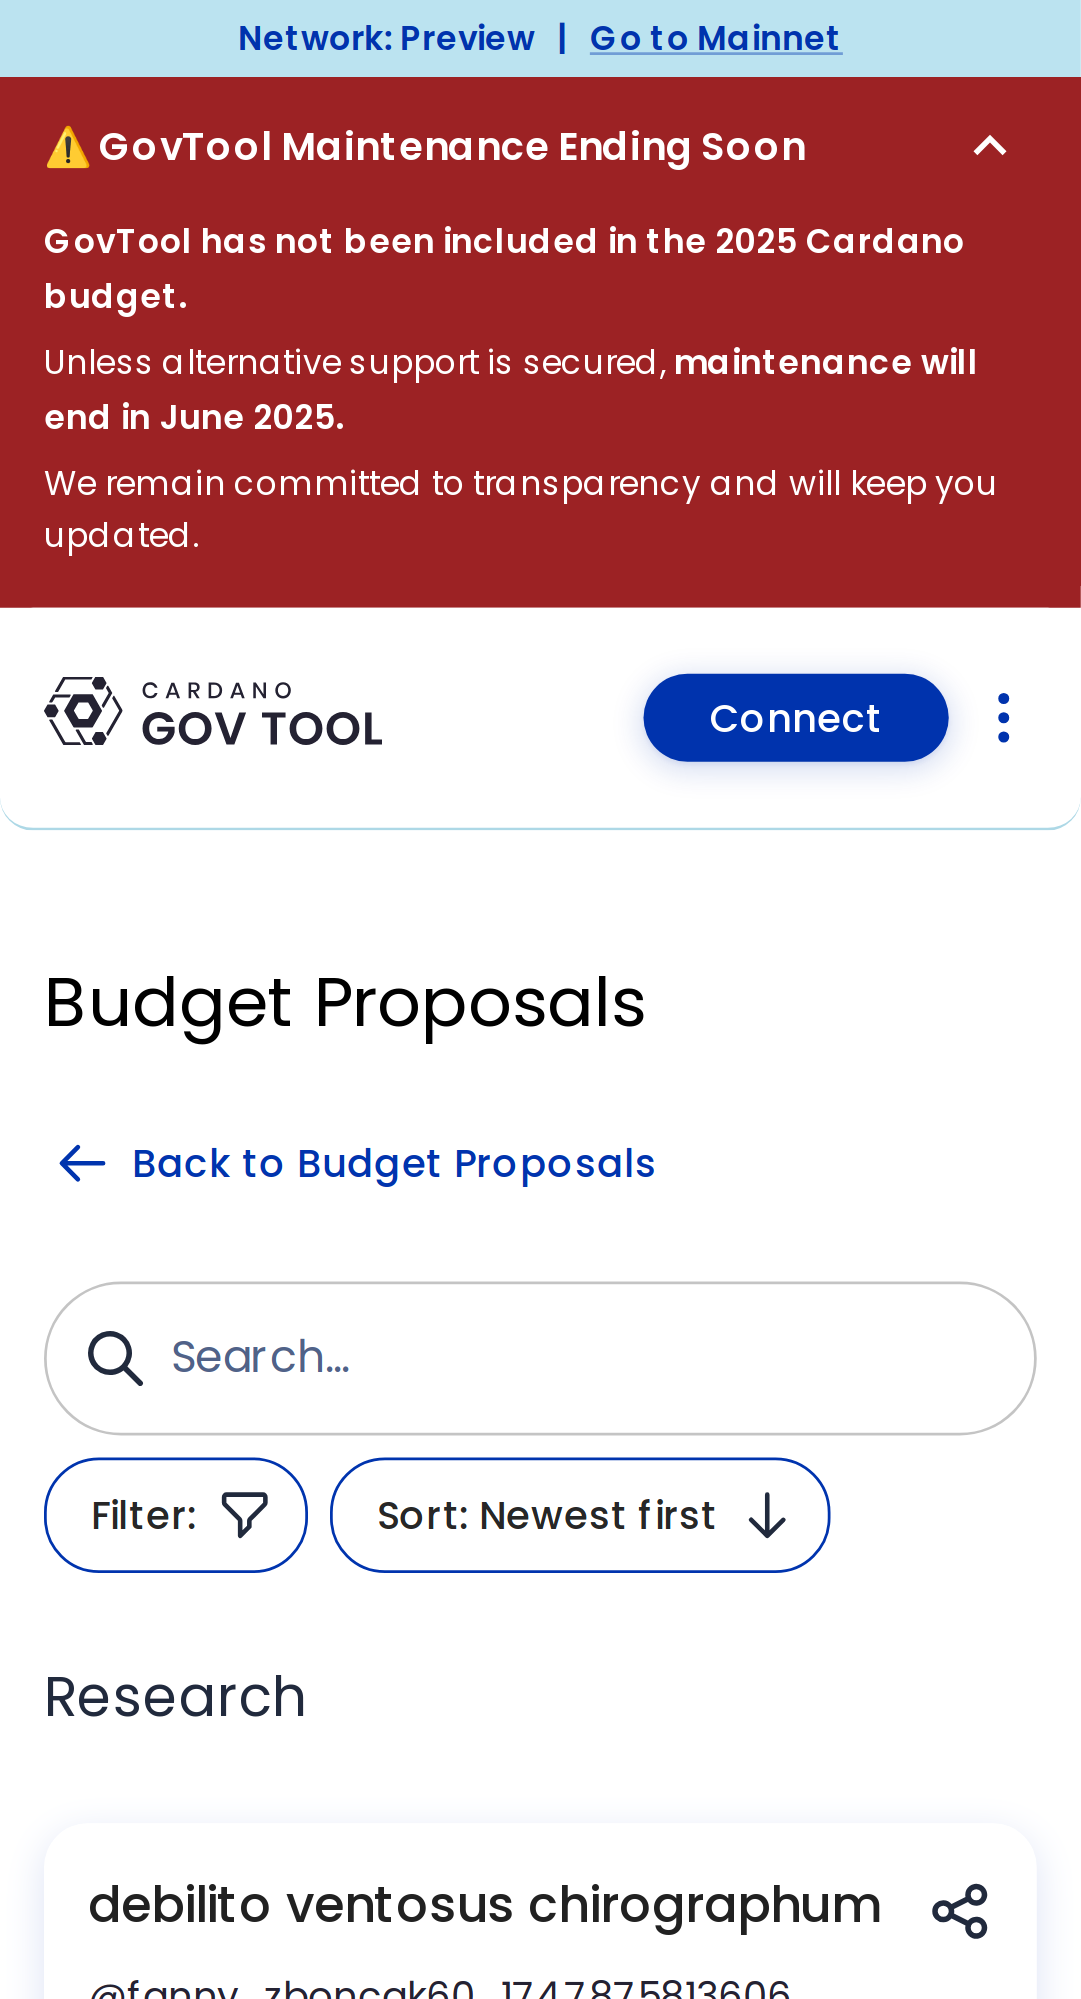 Network: Preview | Go to Mainnet
⚠️ GovTool Maintenance Ending Soon
GovTool has not been included in the 2025 Cardano
budget.
Unless alternative support is secured, maintenance will
end in June 2025.
We remain committed to transparency and will keep you
updated.
CARDANO
GOV TOOL
Connect
Budget Proposals
Back to Budget Proposals
Search...
Filter:
Sort: Newest first
Research
debilito ventosus chirographum
@fanny_zboncak60_1747875813606